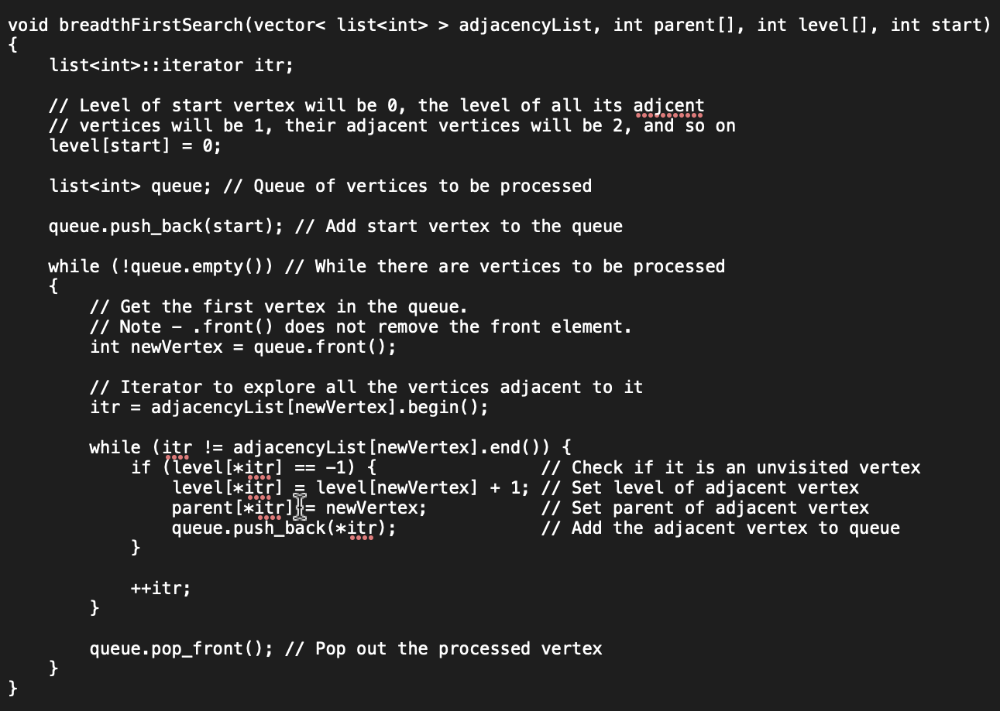 void breadthFirstSearch(vector< list<int> > adjacencyList, int parent[], int level[], int start)
{
    list<int>::iterator itr;

    // Level of start vertex will be 0, the level of all its adjcent
    // vertices will be 1, their adjacent vertices will be 2, and so on
    level[start] = 0;

    list<int> queue; // Queue of vertices to be processed

    queue.push_back(start); // Add start vertex to the queue

    while (!queue.empty()) // While there are vertices to be processed
    {
        // Get the first vertex in the queue.
        // Note – .front() does not remove the front element.
        int newVertex = queue.front();

        // Iterator to explore all the vertices adjacent to it
        itr = adjacencyList[newVertex].begin();

        while (itr != adjacencyList[newVertex].end()) {
            if (level[*itr] == -1) {                // Check if it is an unvisited vertex
                level[*itr] = level[newVertex] + 1; // Set level of adjacent vertex
                parent[*itr] = newVertex;           // Set parent of adjacent vertex
                queue.push_back(*itr);              // Add the adjacent vertex to queue
            }

            ++itr;
        }

        queue.pop_front(); // Pop out the processed vertex
    }
}